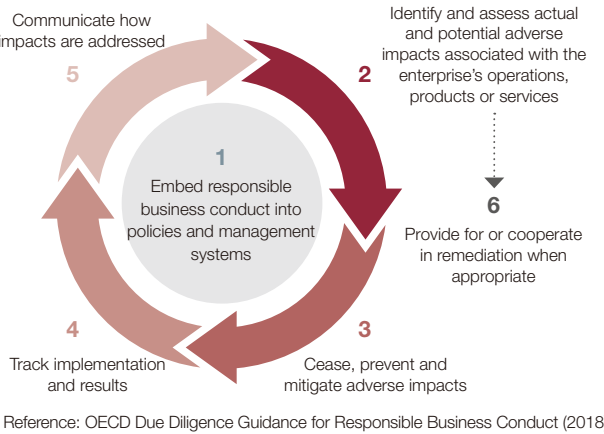 Communicate how
impacts are addressed
5
Identify and assess actual
and potential adverse
impacts associated with the
enterprise's operations,
products or services
2
1
Embed responsible
business conduct into
policies and management
systems
6
Provide for or cooperate
in remediation when
appropriate
4
Track implementation
and results
3
Cease, prevent and
mitigate adverse impacts
Reference: OECD Due Diligence Guidance for Responsible Business Conduct (2018